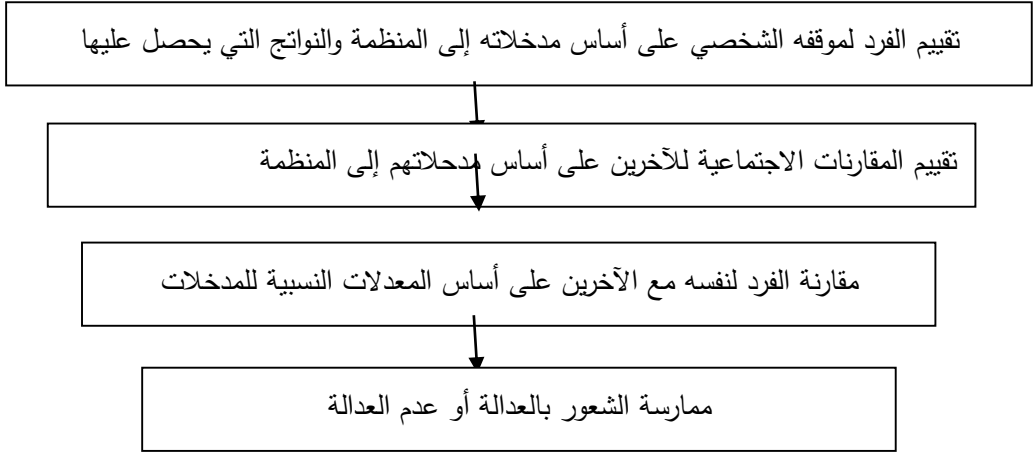 تقييم الفرد لموقفه الشخصي على أساس مدخلاته إلى المنظمة والنواتج التي يحصل عليها
تقييم المقارنات الاجتماعية للآخرين على أساس مدحلاتهم إلى المنظمة
مقارنة الفرد لنفسه مع الآخرين على أساس المعدلات النسبية للمدخلات
ممارسة الشعور بالعدالة أو عدم العدالة